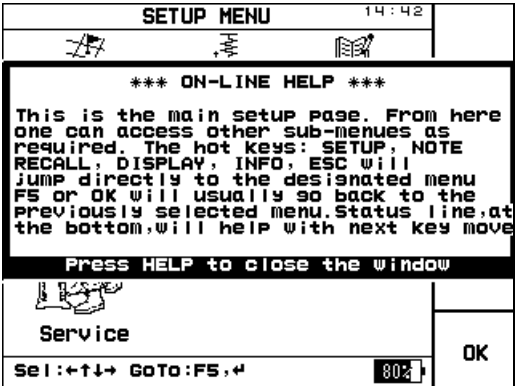 SETUP MENU 14:42
*** ON-LINE HELP ***
This is the main setup page. From here
one can access other sub-menues as
required. The hot keys: SETUP, NOTE
RECALL, DISPLAY, INFO, ESC will
jump directly to the designated menu
F5 or OK will usually go back to the
previously selected menu.Status line,at
the bottom,will help with next key move
Press HELP to close the window
Service
OK
Sel:←↑↓→ GoTo:F5,↵ 80%